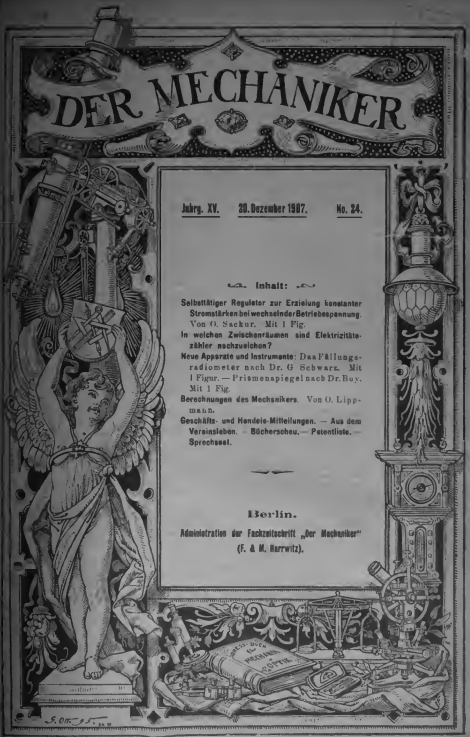 DER MECHANIKER
Jahrg. XV. 20. Dezember 1907. No. 24.
Inhalt:
Selbsttätiger Regulator zur Erzielung konstanter
Stromstärken bei wechselnder Betriebsspannung.
Von O. Sackur. Mit 1 Fig.
In welchen Zwischenräumen sind Elektrizitäts-
zähler nachzueichen?
Neue Apparate und Instrumente: Das Fällungs-
radiometer nach Dr. G Schwarz. Mit
1 Figur. — Prismenspiegel nach Dr.
Mit 1 Fig.
Berechnungen des Mechanikers. Von O. Lipp-
mann.
Geschäfts- und Handels-Mitteilungen. — Aus dem
Vereinsleben. — Bücherschau. — Patentliste. —
Sprechsaal.
Berlin.
Administration der Fachzeitschrift „Der Mechaniker"
(F. & M. Harrwitz).
MECHANIK
OPTIK